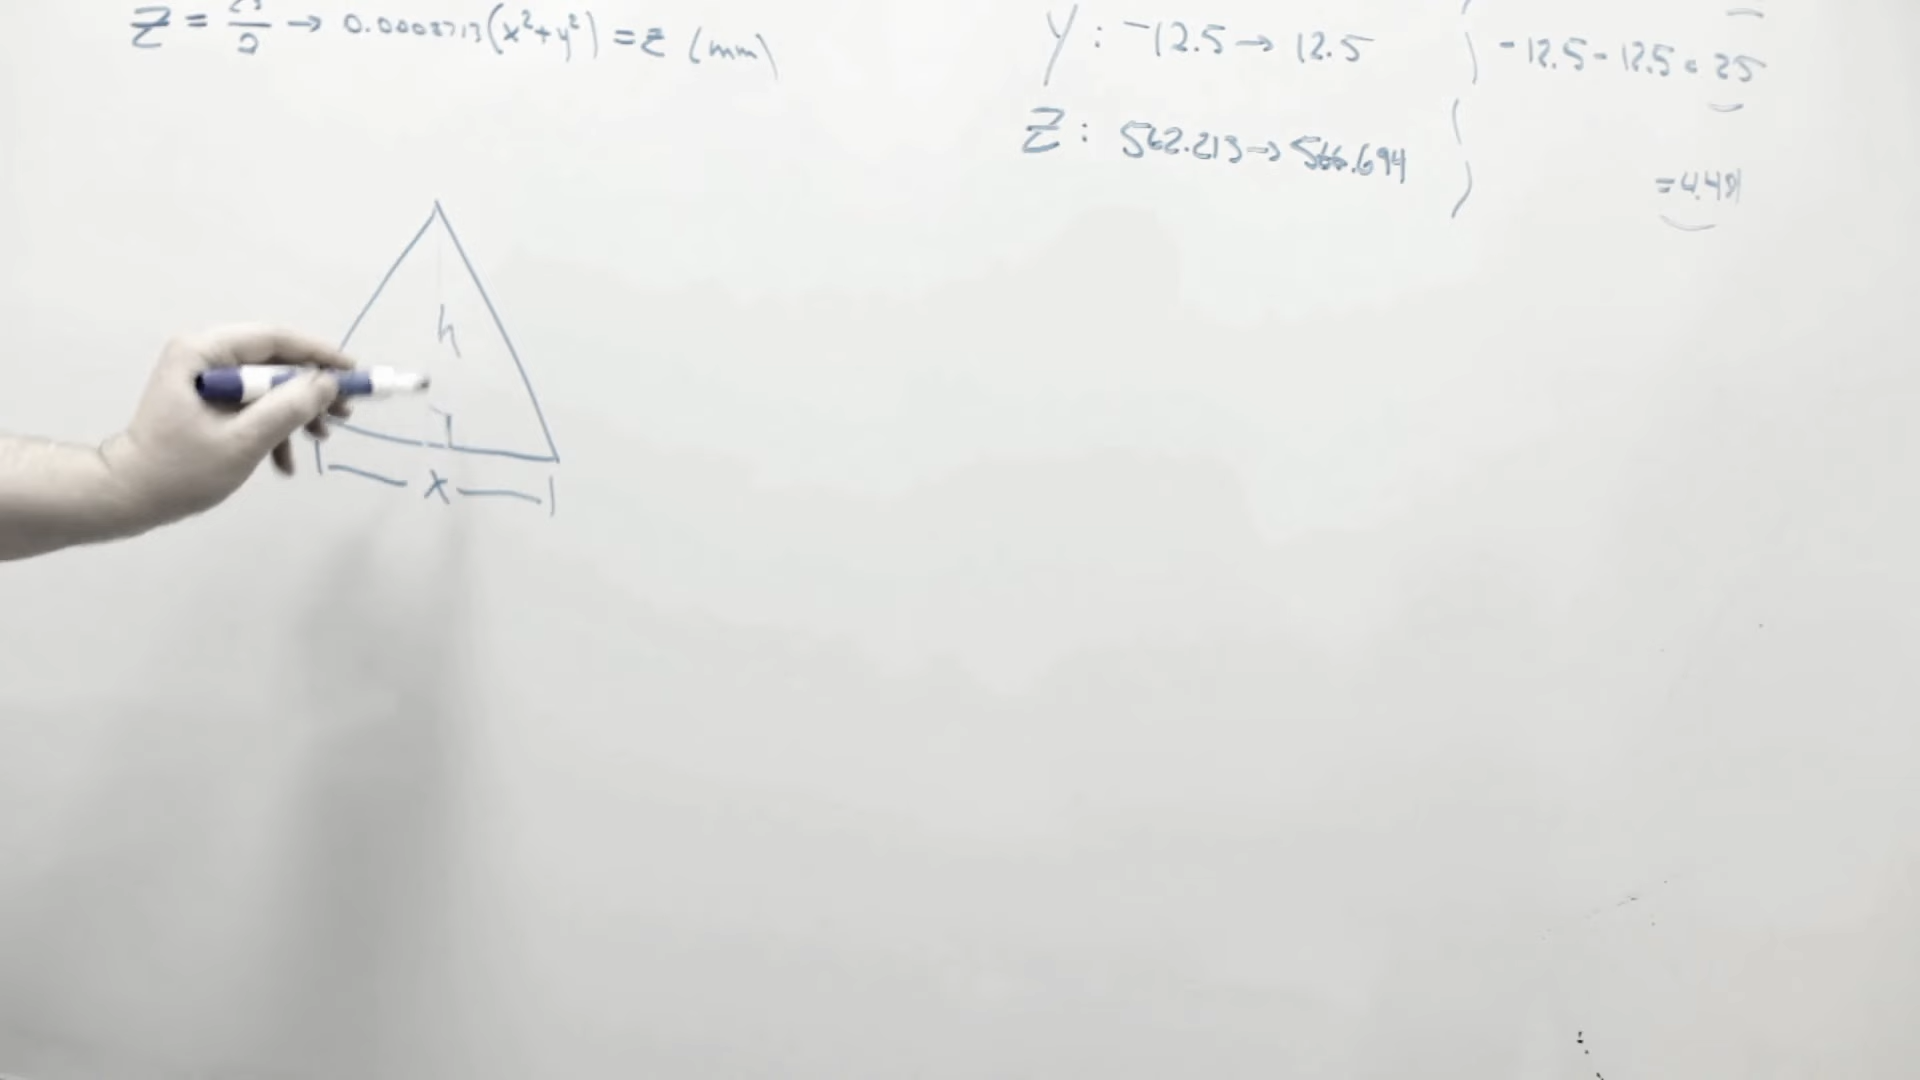 Z = /2 → 0.0008713(x²+y²) = z (mm)
Y: -12.5 → 12.5 ) -12.5 - 12.5 = 25
Z: 562.213 → 566.694 ) = 4.481
h
x